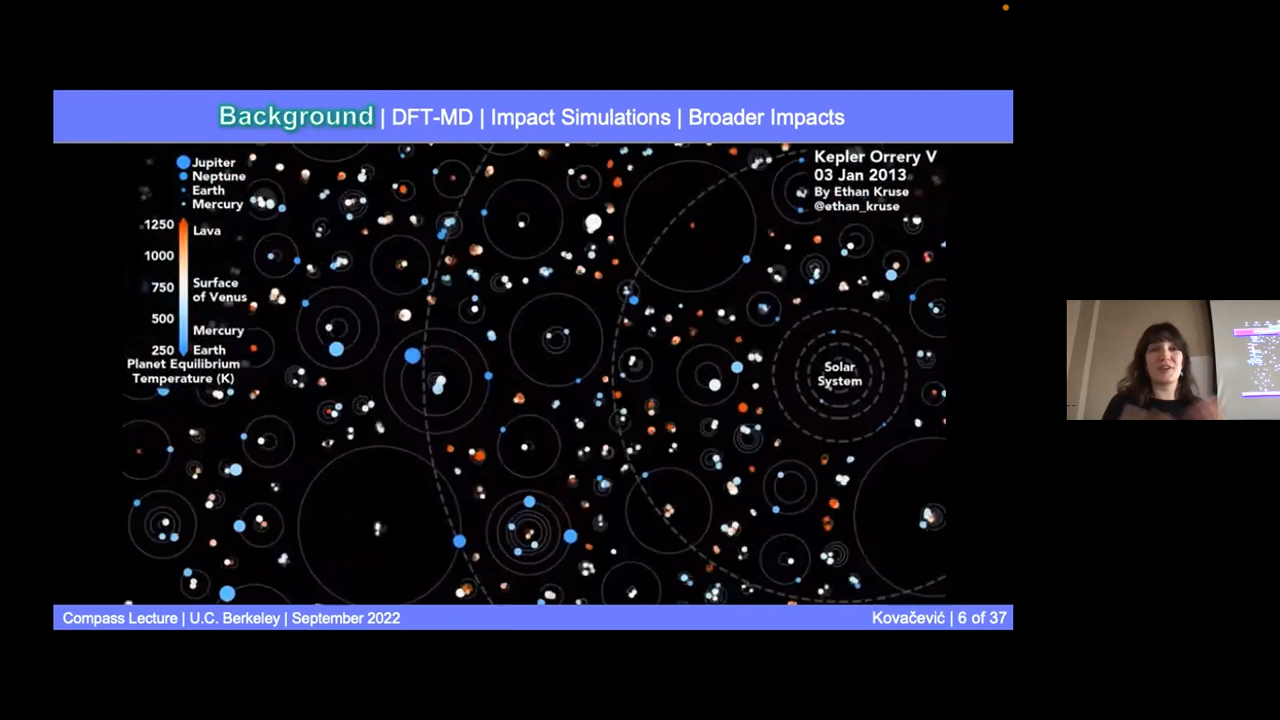 Background | DFT-MD | Impact Simulations | Broader Impacts
Jupiter
Neptune
Earth
Mercury
1250
Lava
1000
750
Surface
of Venus
500
Mercury
250
Earth
Planet Equilibrium
Temperature (K)
Kepler Orrery V
03 Jan 2013
By Ethan Kruse
@ethan_kruse
Solar
System
Compass Lecture | U.C. Berkeley | September 2022
Kovačević | 6 of 37